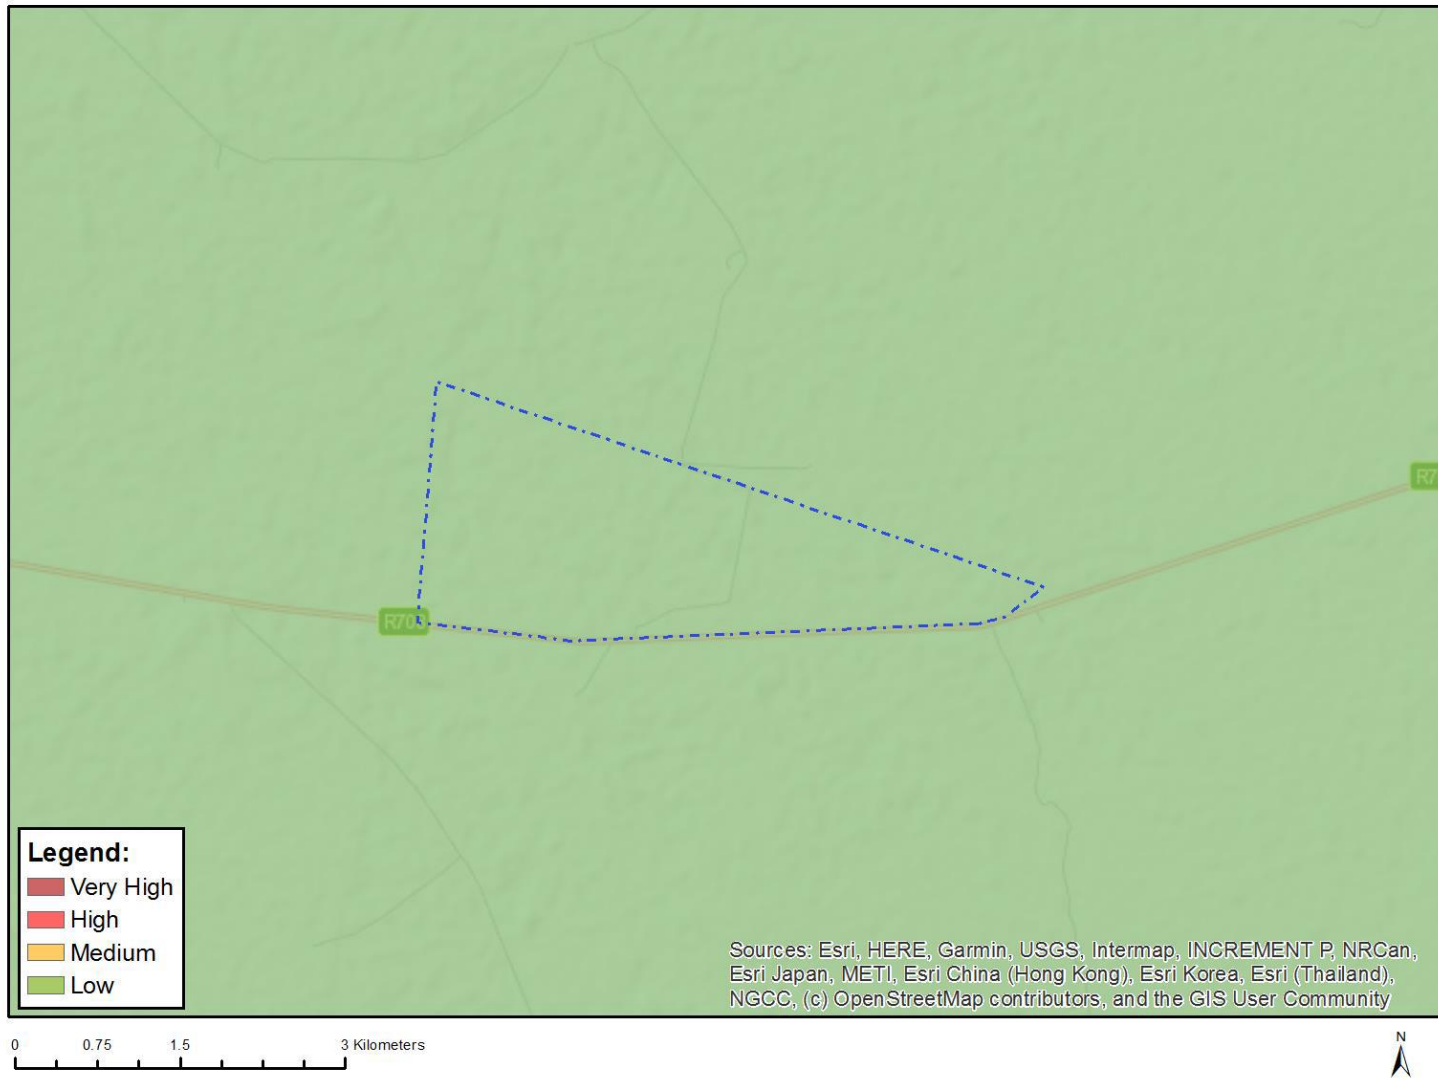 R7
Legend:
Very High
High
Medium
Low
Sources: Esri, HERE, Garmin, USGS, Intermap, INCREMENT P, NRCan,
Esri Japan, METI, Esri China (Hong Kong), Esri Korea, Esri (Thailand),
NGCC, (c) OpenStreetMap contributors, and the GIS User Community
0 0.75 1.5 3 Kilometers
N